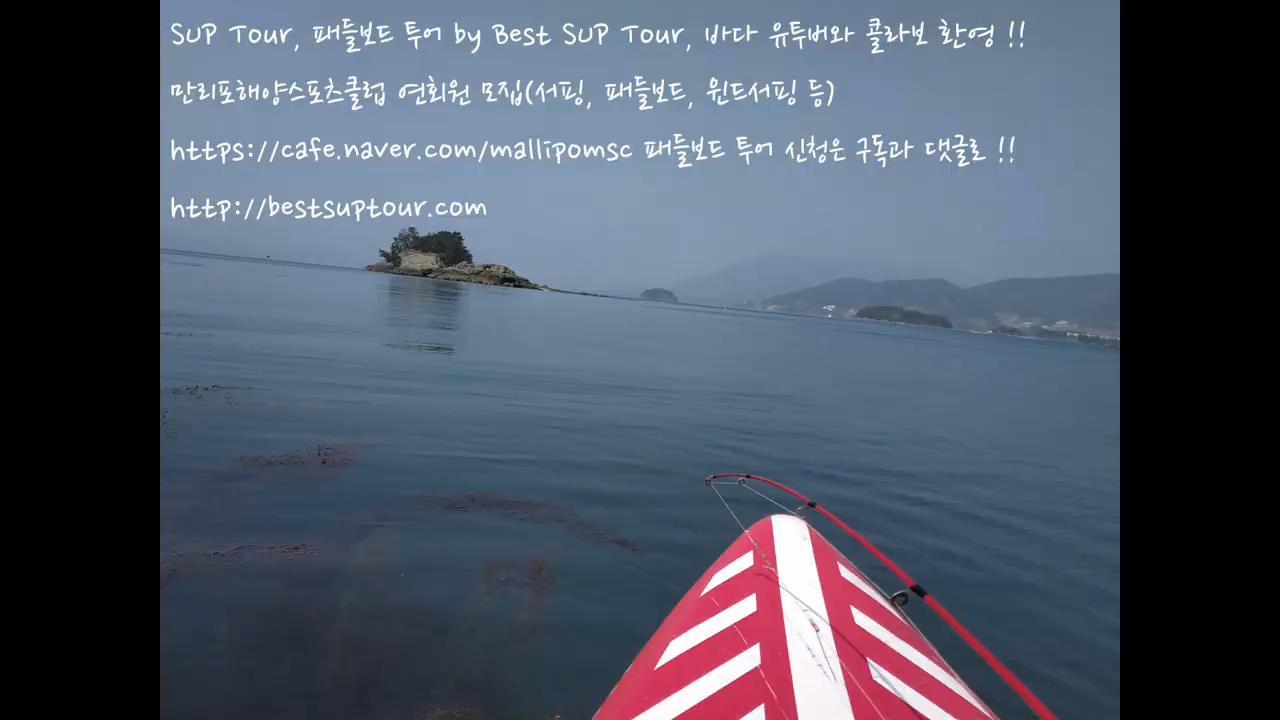 SUP Tour, 패들보드 투어 by Best SUP Tour, 바다 유투버와 콜라보 환영 !!
만리포해양스포츠클럽 연회원 모집(서핑, 패들보드, 윈드서핑 등)
https://cafe.naver.com/mallipomsc 패들보드 투어 신청은 구독과 댓글로 !!
http://bestsuptour.com